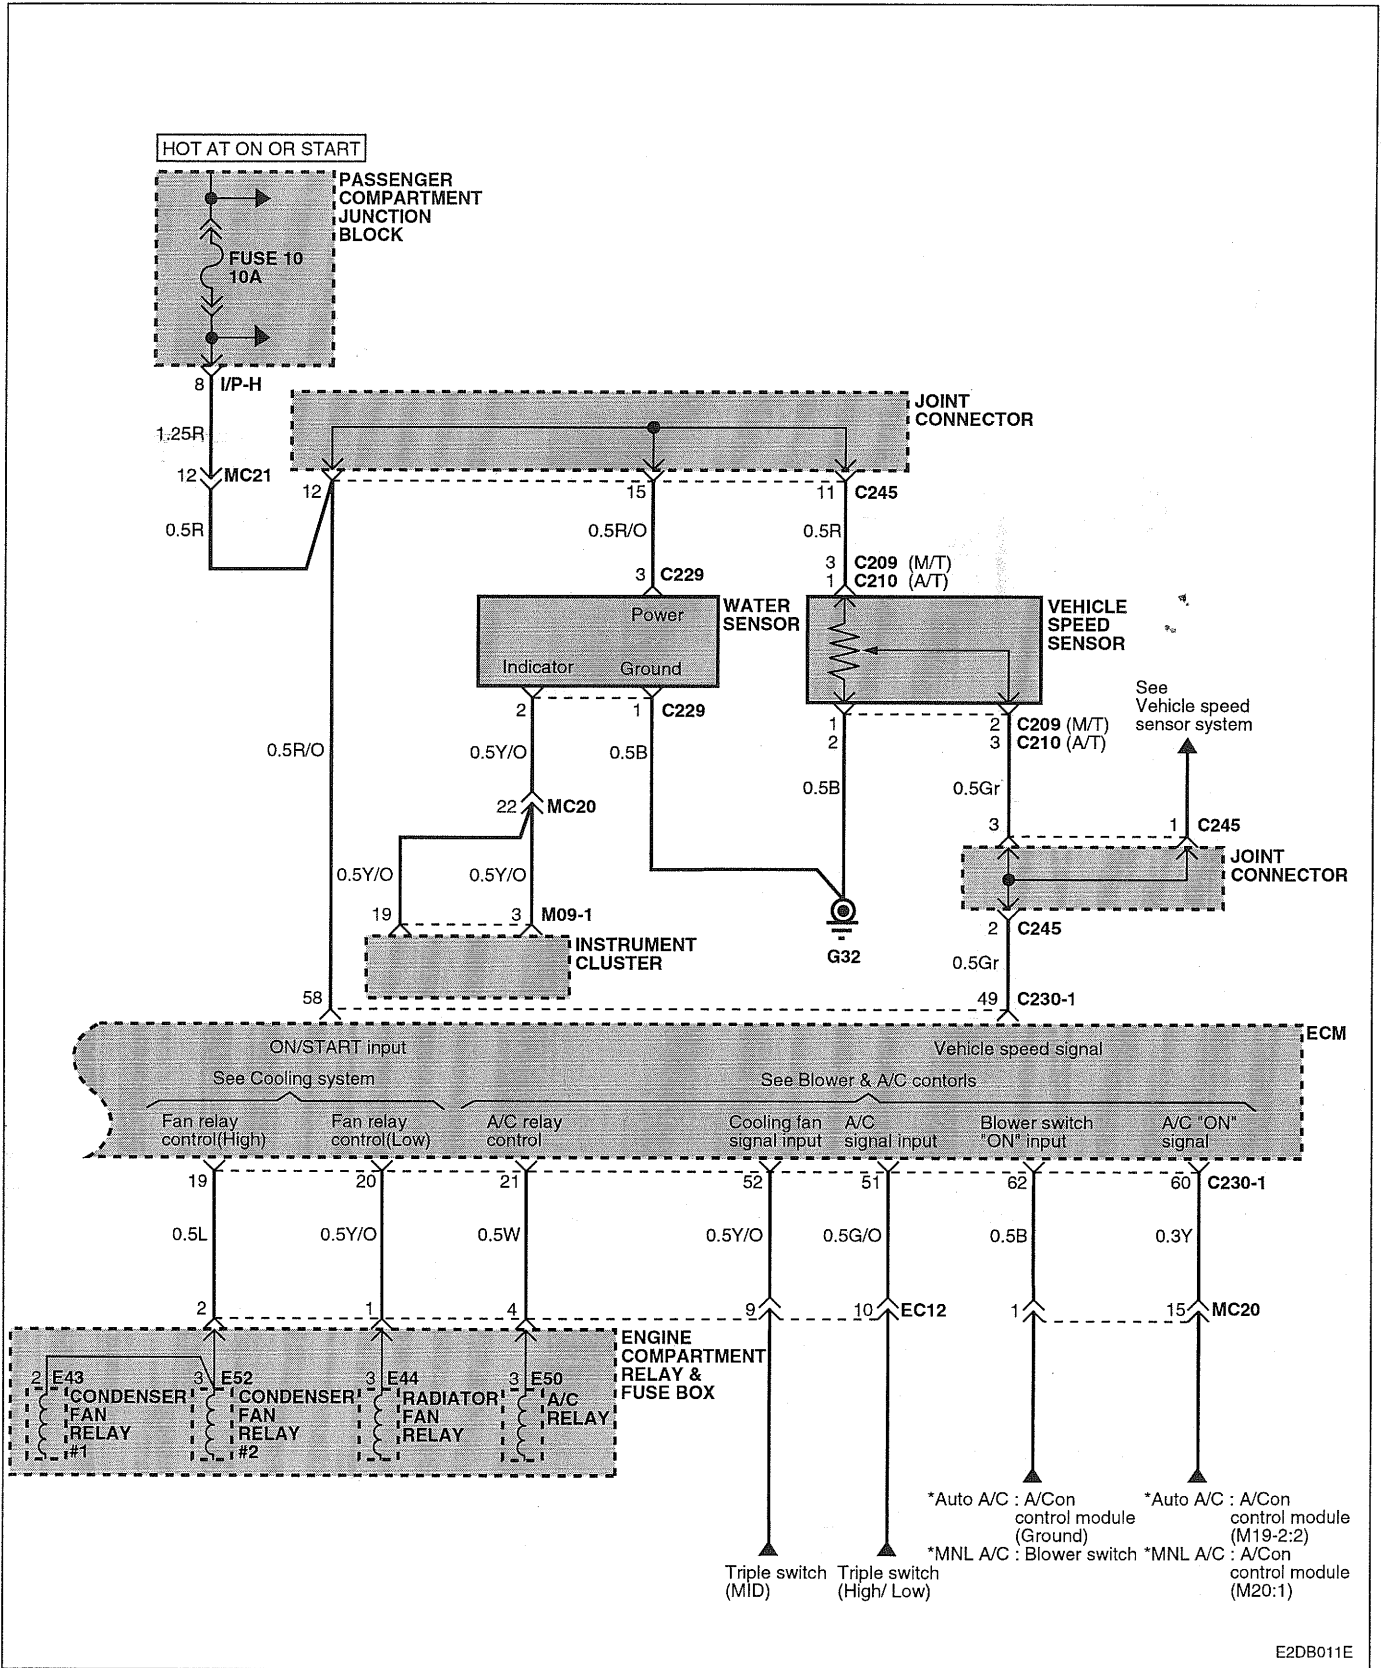 HOT AT ON OR START
PASSENGER
COMPARTMENT
JUNCTION
BLOCK
FUSE 10
10A
8 I/P-H
1.25R
12 MC21
0.5R
JOINT
CONNECTOR
12 15 11 C245
0.5R/O 0.5R
3 C229
3 C209 (M/T)
1 C210 (A/T)
WATER
SENSOR
Power
Indicator Ground
VEHICLE
SPEED
SENSOR
See
Vehicle speed
sensor system
2 1 C229
1 2 C209 (M/T)
2 3 C210 (A/T)
0.5R/O 0.5Y/O 0.5B
0.5B 0.5Gr
22 MC20
3 1 C245
JOINT
CONNECTOR
0.5Y/O 0.5Y/O
19 3 M09-1
2 C245
INSTRUMENT
CLUSTER
G32
0.5Gr
58 49 C230-1
ECM
ON/START input Vehicle speed signal
See Cooling system See Blower & A/C contorls
Fan relay
control(High)
Fan relay
control(Low)
A/C relay
control
Cooling fan
signal input
A/C
signal input
Blower switch
"ON" input
A/C "ON"
signal
19 20 21 52 51 62 60 C230-1
0.5L 0.5Y/O 0.5W 0.5Y/O 0.5G/O 0.5B 0.3Y
2 1 4 9 10 EC12 1 15 MC20
ENGINE
COMPARTMENT
RELAY &
FUSE BOX
2 E43 3 E52 3 E44 3 E50
CONDENSER
FAN
RELAY
#1
CONDENSER
FAN
RELAY
#2
RADIATOR
FAN
RELAY
A/C
RELAY
*Auto A/C : A/Con
control module
(Ground)
*MNL A/C : Blower switch
*Auto A/C : A/Con
control module
(M19-2:2)
*MNL A/C : A/Con
control module
(M20:1)
Triple switch
(MID)
Triple switch
(High/ Low)
E2DB011E